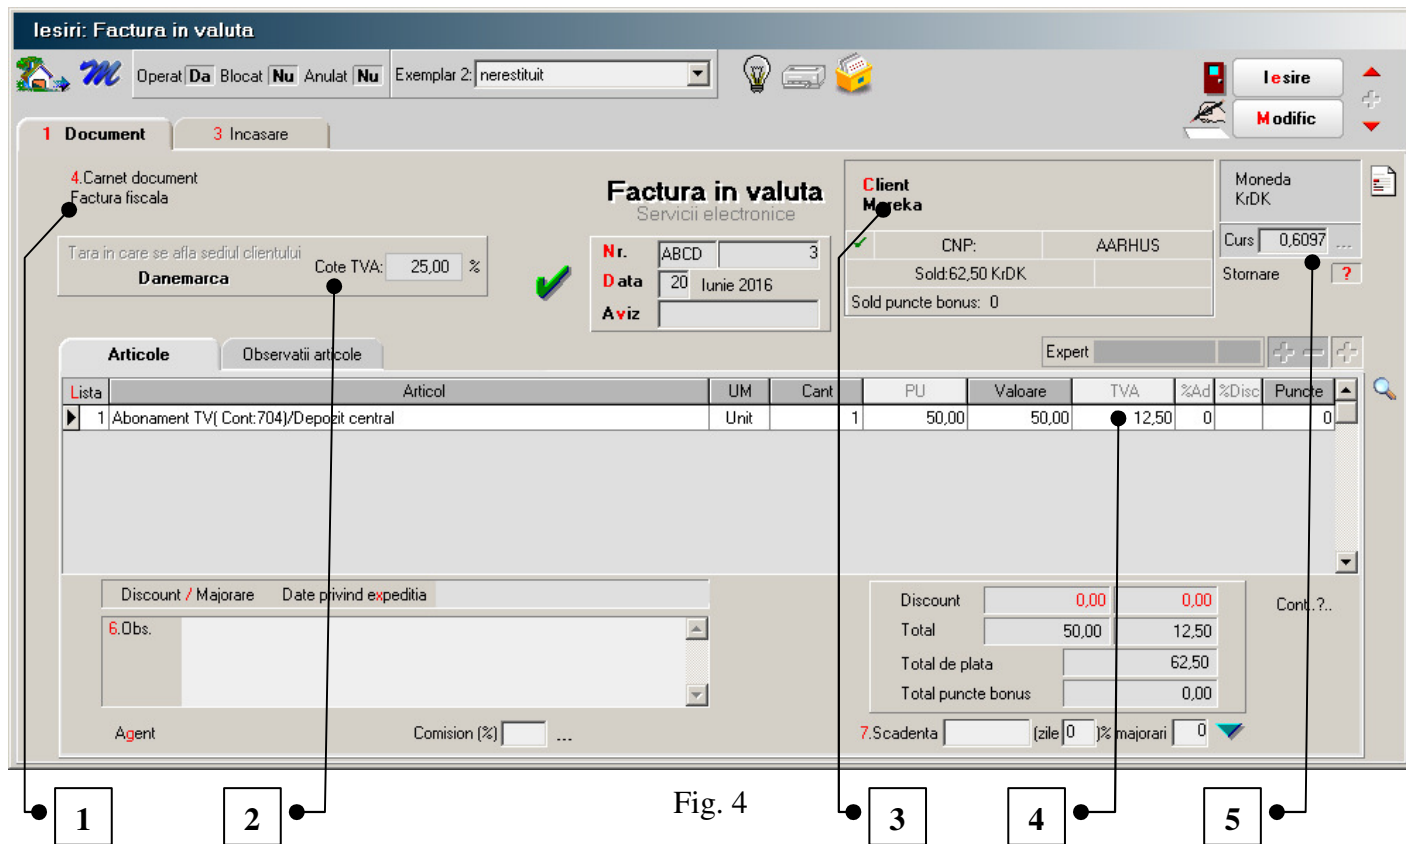 Iesiri: Factura in valuta
Operat Da Blocat Nu Anulat Nu Exemplar 2: nerestituit
Iesire
Modific
1 Document 3 Incasare
4.Carnet document
Factura fiscala
Factura in valuta
Servicii electronice
Client
Mareka
Moneda
KrDK
Tara in care se afla sediul clientului
Danemarca
Cote TVA: 25,00 %
Nr. ABCD 3
Data 20 Iunie 2016
Aviz
CNP: AARHUS
Sold:62,50 KrDK
Sold puncte bonus: 0
Curs 0,6097 ...
Stornare ?
Articole Observatii articole
Expert
Lista Articol UM Cant PU Valoare TVA %Ad %Disc Puncte
1 Abonament TV( Cont:704)/Depozit central Unit 1 50,00 50,00 12,50 0 0
Discount / Majorare Date privind expeditia
6.Obs.
Discount 0,00 0,00
Total 50,00 12,50
Total de plata 62,50
Total puncte bonus 0,00
Cont..?..
Agent Comision (%) ...
7.Scadenta (zile 0 )% majorari 0
Fig. 4
1 2 3 4 5